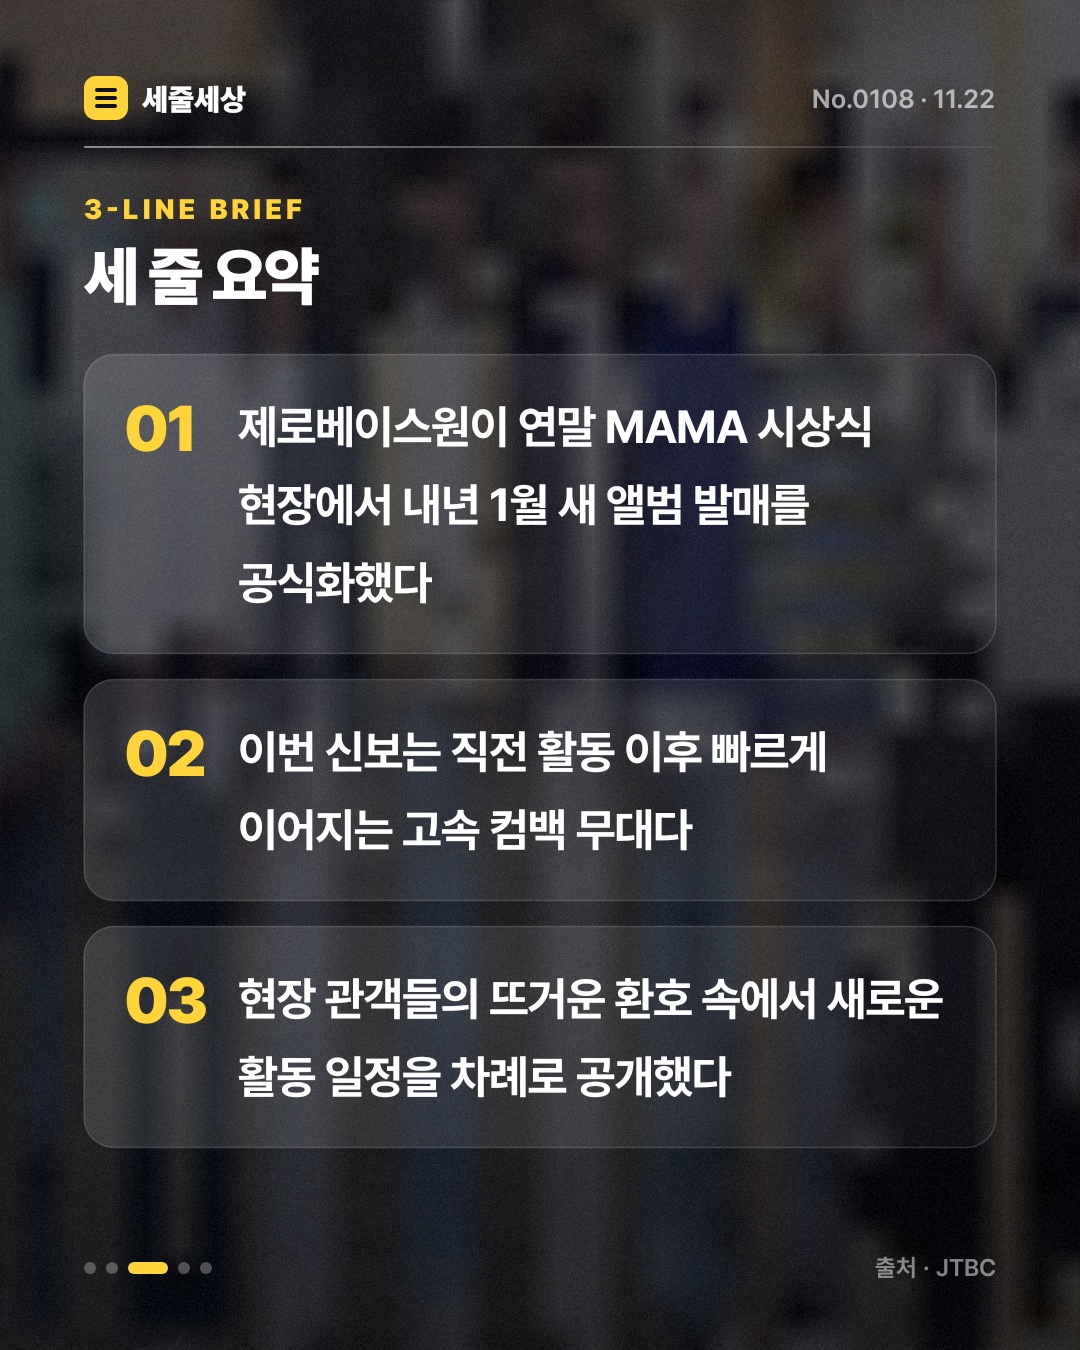 세줄세상
No.0108 · 11.22
3-LINE BRIEF
세 줄 요약
01
제로베이스원이 연말 MAMA 시상식
현장에서 내년 1월 새 앨범 발매를
공식화했다
02
이번 신보는 직전 활동 이후 빠르게
이어지는 고속 컴백 무대다
03
현장 관객들의 뜨거운 환호 속에서 새로운
활동 일정을 차례로 공개했다
출처 · JTBC